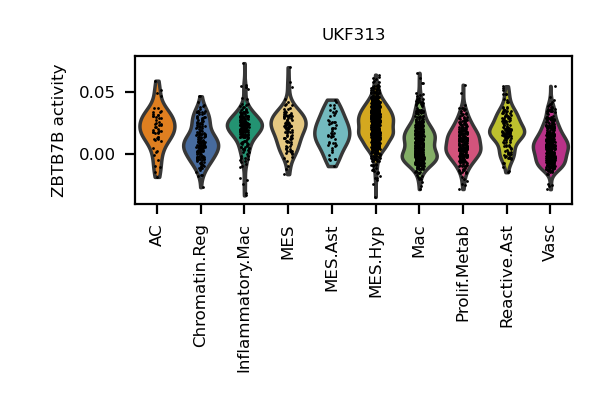 UKF313
ZBTB7B activity
0.05
0.00
AC
Chromatin.Reg
Inflammatory.Mac
MES
MES.Ast
MES.Hyp
Mac
Prolif.Metab
Reactive.Ast
Vasc